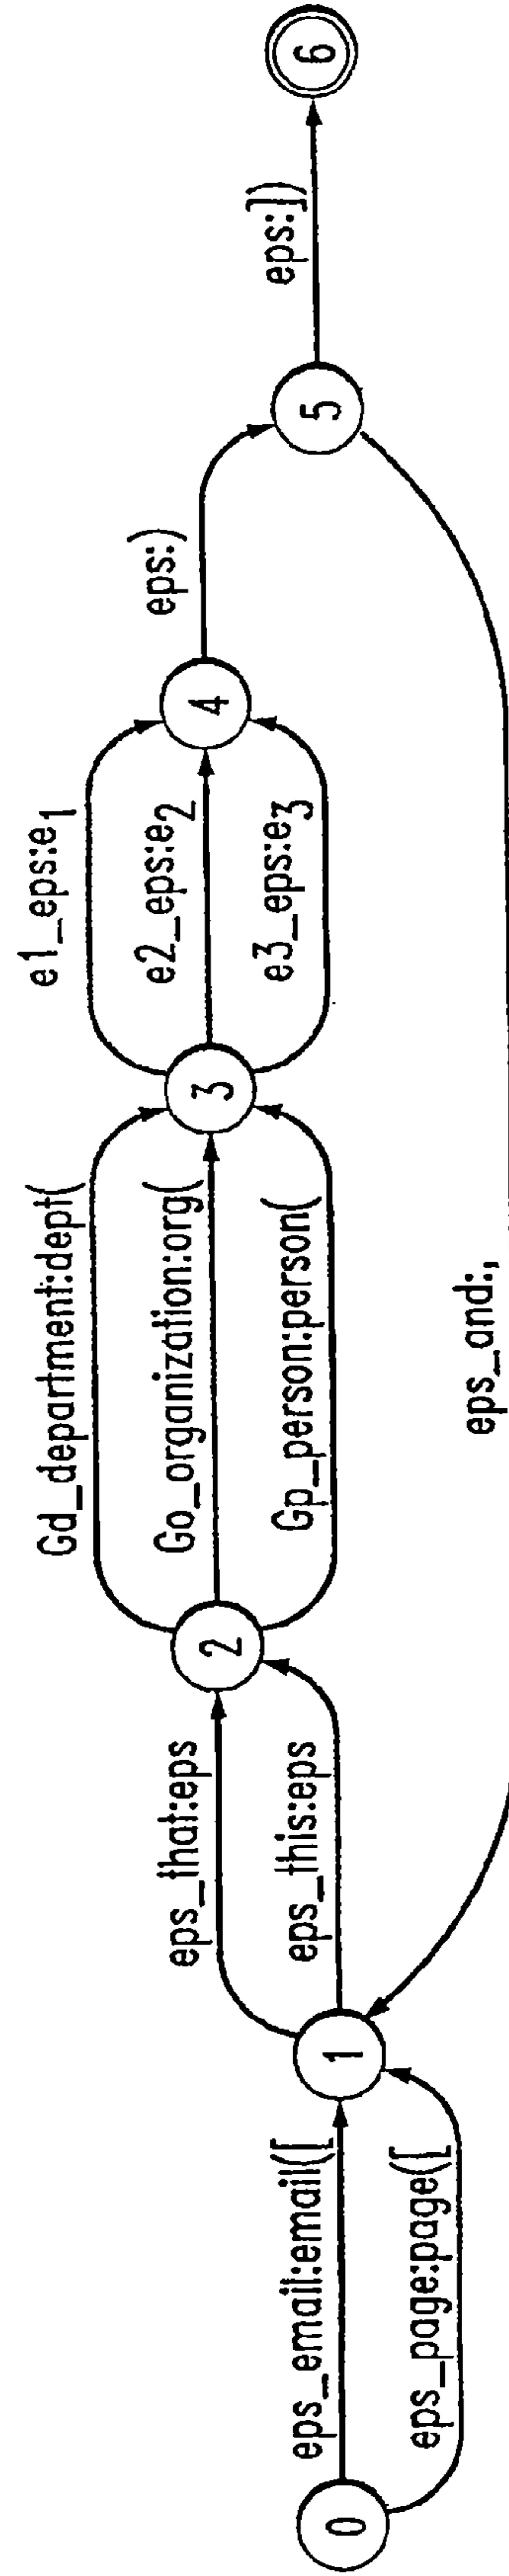 0
eps_email:email([
eps_page:page([
1
eps_that:eps
eps_this:eps
2
Gd_department:dept(
Go_organization:org(
Gp_person:person(
3
e1_eps:e1
e2_eps:e2
e3_eps:e3
4
eps:)
5
eps:])
6
eps_and:,